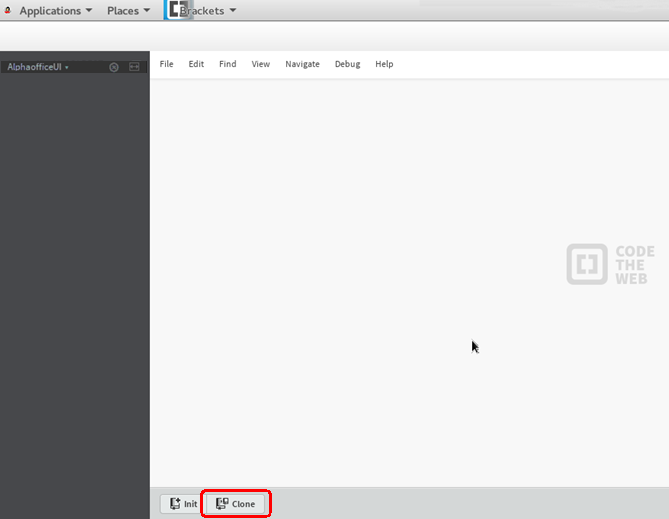 Applications Places Brackets
AlphaofficeUI
File Edit Find View Navigate Debug Help
CODE
THE
WEB
Init Clone